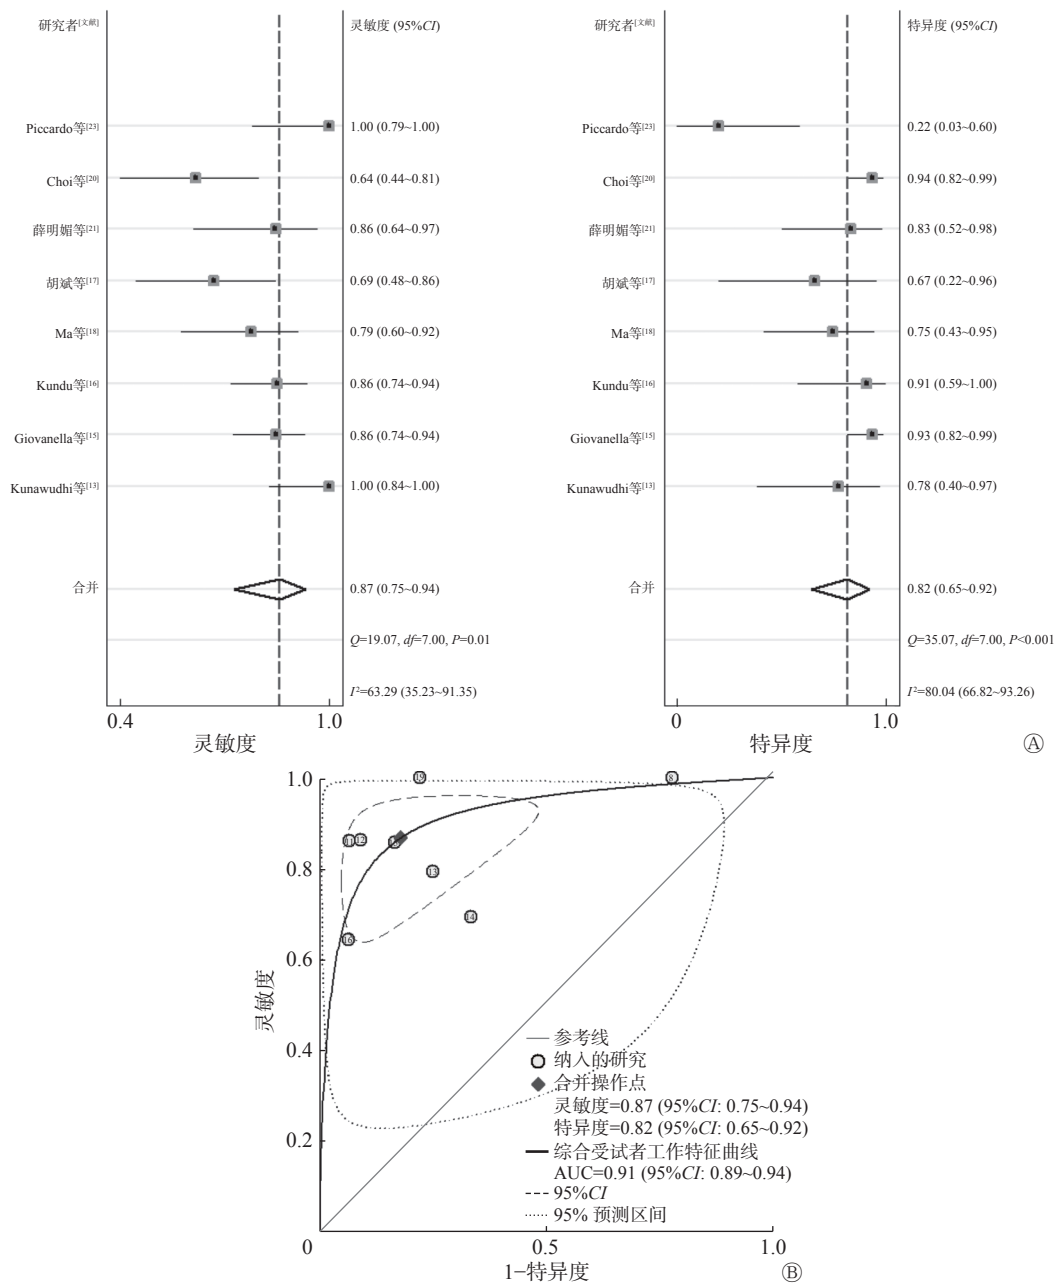 研究者[文献] 灵敏度 (95%CI) 研究者[文献] 特异度 (95%CI)
Piccardo等[23] 1.00 (0.79~1.00) Piccardo等[23] 0.22 (0.03~0.60)
Choi等[20] 0.64 (0.44~0.81) Choi等[20] 0.94 (0.82~0.99)
薛明媚等[21] 0.86 (0.64~0.97) 薛明媚等[21] 0.83 (0.52~0.98)
胡斌等[17] 0.69 (0.48~0.86) 胡斌等[17] 0.67 (0.22~0.96)
Ma等[18] 0.79 (0.60~0.92) Ma等[18] 0.75 (0.43~0.95)
Kundu等[16] 0.86 (0.74~0.94) Kundu等[16] 0.91 (0.59~1.00)
Giovanella等[15] 0.86 (0.74~0.94) Giovanella等[15] 0.93 (0.82~0.99)
Kunawudhi等[13] 1.00 (0.84~1.00) Kunawudhi等[13] 0.78 (0.40~0.97)
合并 0.87 (0.75~0.94) 合并 0.82 (0.65~0.92)
Q=19.07, df=7.00, P=0.01 Q=35.07, df=7.00, P<0.001
I²=63.29 (35.23~91.35) I²=80.04 (66.82~93.26)
0.4 1.0 0 1.0
灵敏度 特异度 Ⓐ
1.0
19 8
11 12
0.8
13
14
16
0.6
灵敏度
0.4
0.2
参考线
纳入的研究
合并操作点
灵敏度=0.87 (95%CI: 0.75~0.94)
特异度=0.82 (95%CI: 0.65~0.92)
综合受试者工作特征曲线
AUC=0.91 (95%CI: 0.89~0.94)
95%CI
95% 预测区间
0 0.5 1.0
1−特异度 Ⓑ